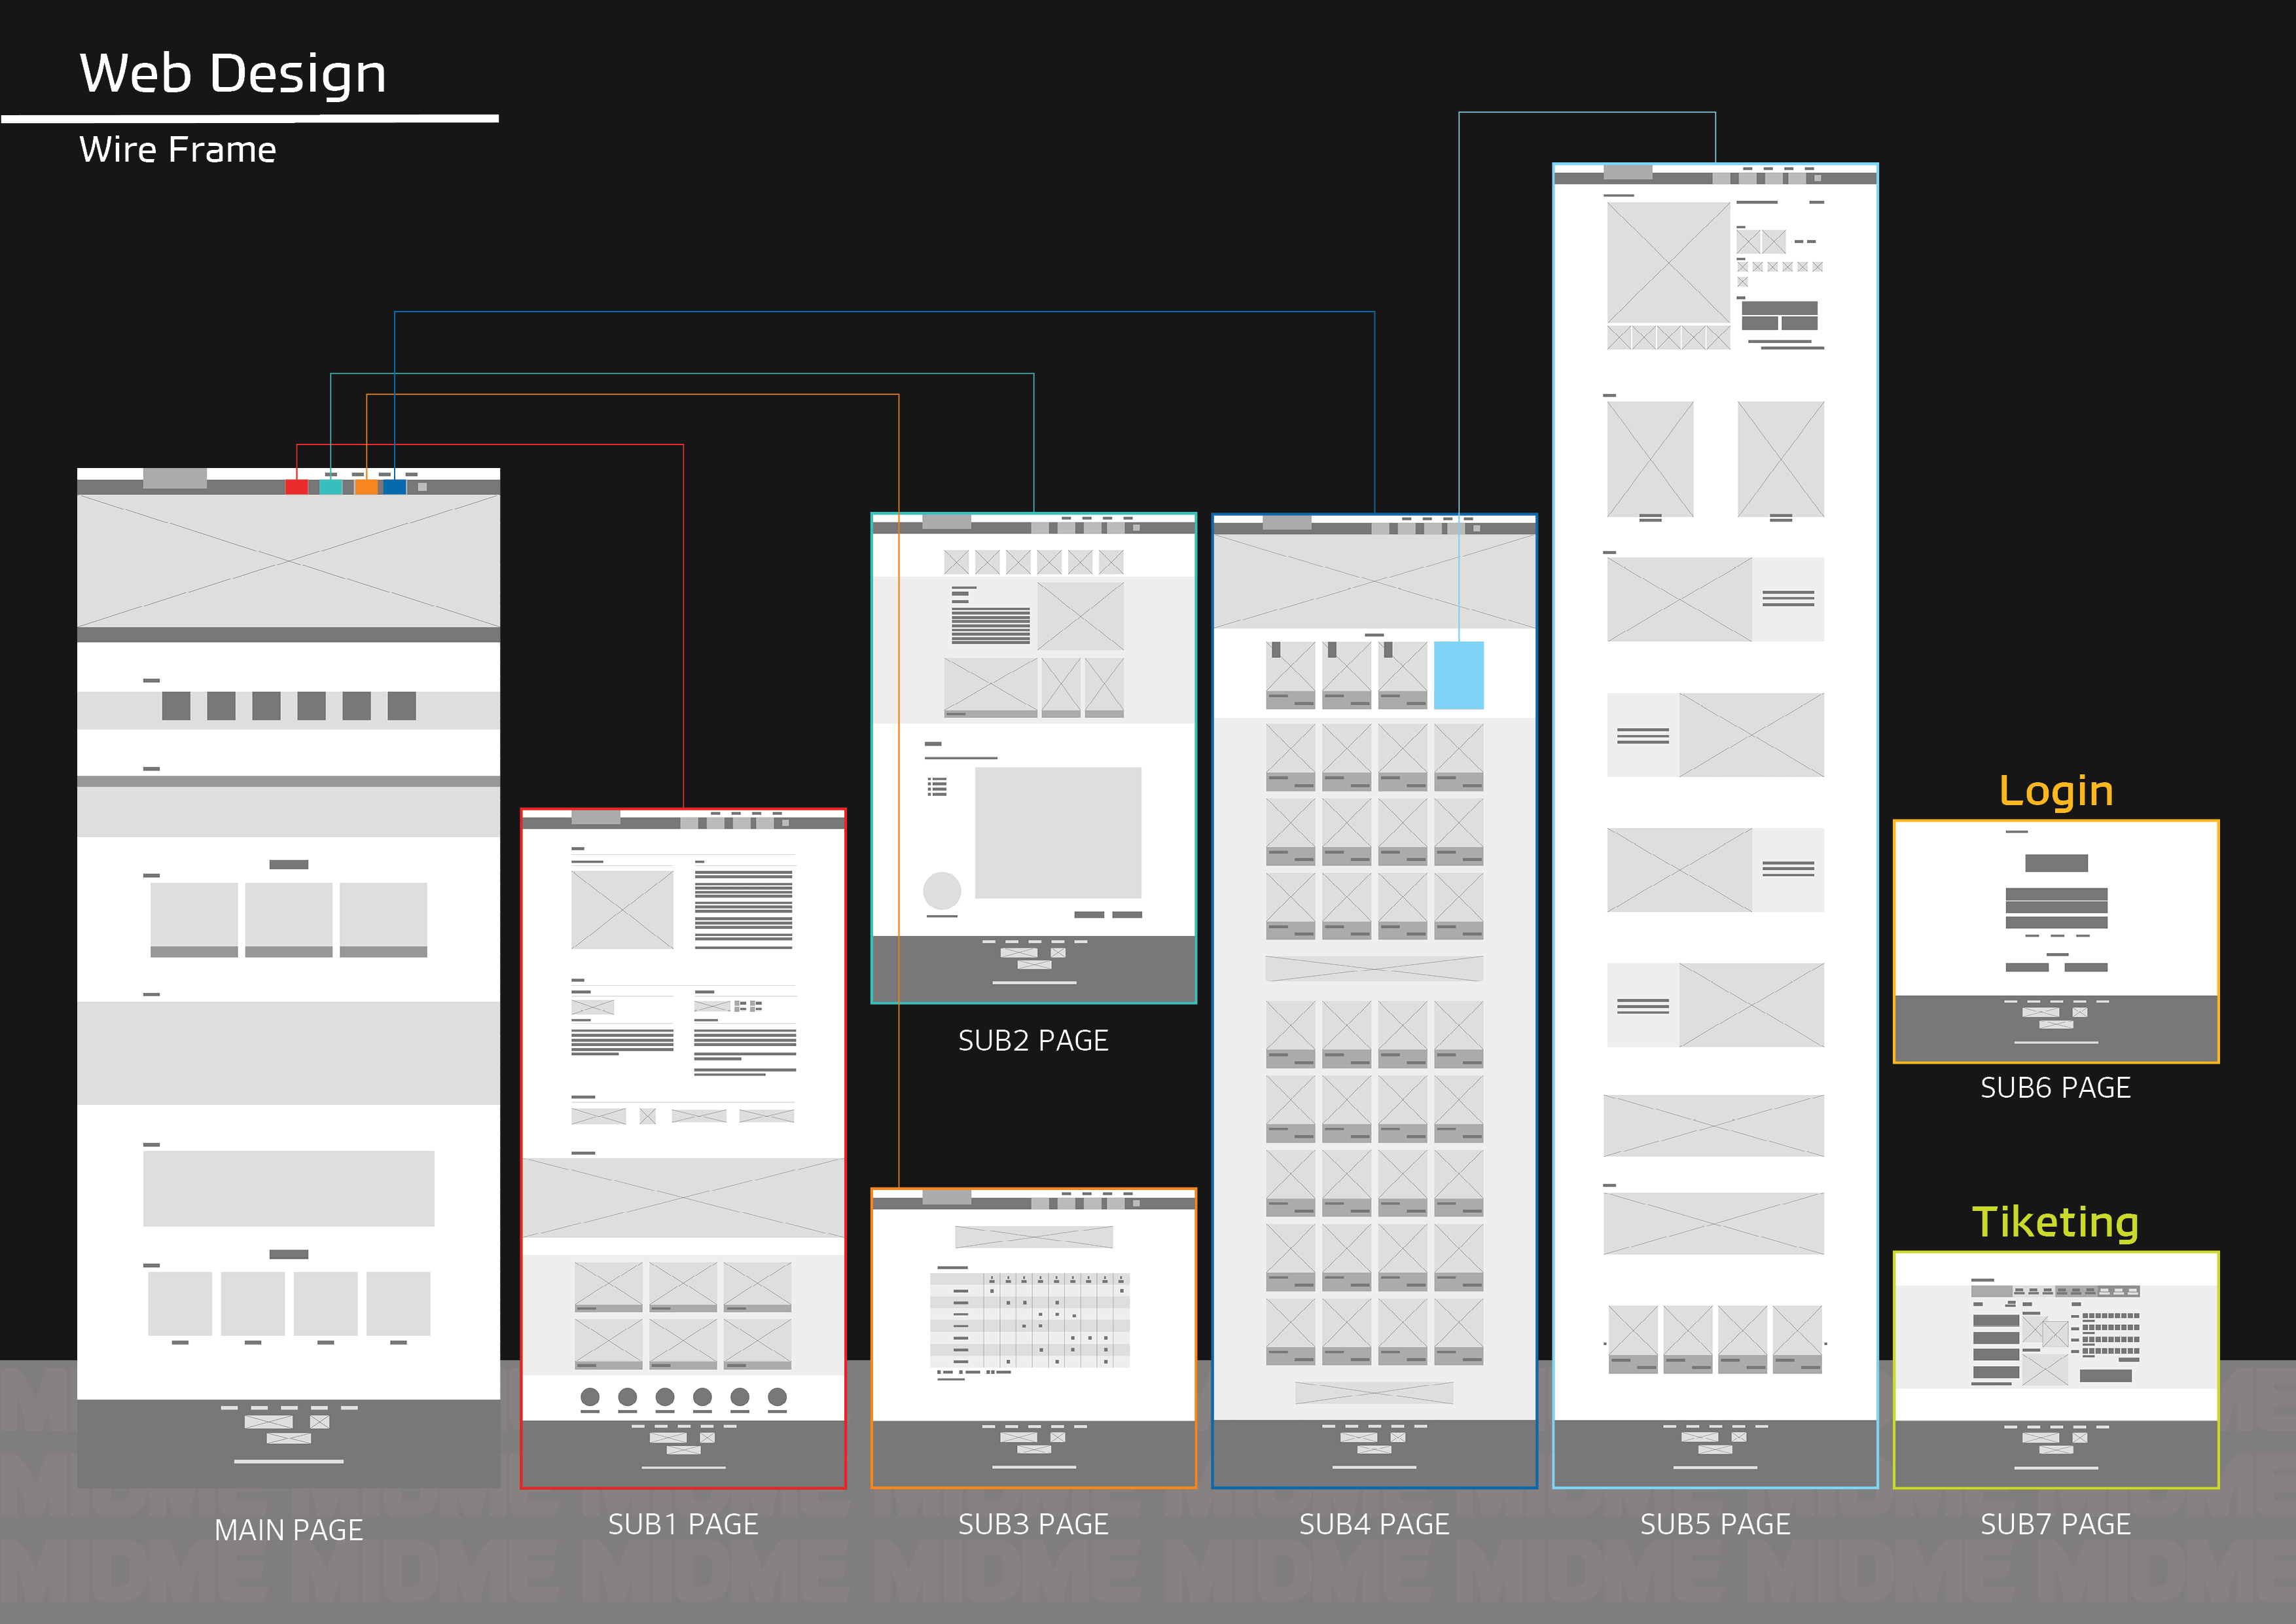 Web Design
Wire Frame
Login
SUB2 PAGE
SUB6 PAGE
Tiketing
MAIN PAGE
SUB1 PAGE
SUB3 PAGE
SUB4 PAGE
SUB5 PAGE
SUB7 PAGE
MIDME MIDME MIDME MIDME MIDME MIDME MIDME MIDME